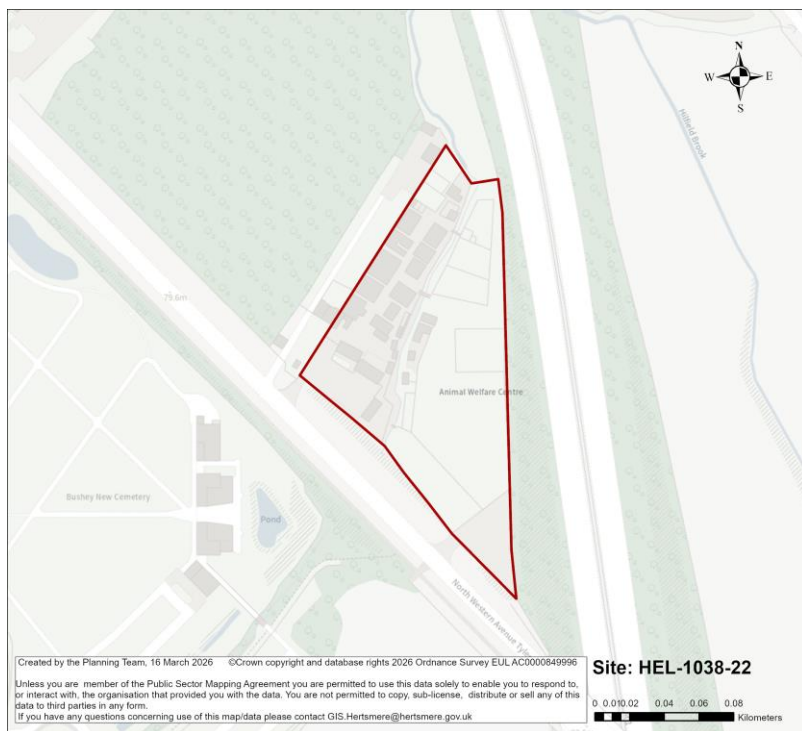 N
W E
S
Hilfield Brook
79.6m
Animal Welfare Centre
Bushey New Cemetery
Pond
North Western Avenue
Created by the Planning Team, 16 March 2026 ©Crown copyright and database rights 2026 Ordnance Survey EUL AC0000849996
Unless you are member of the Public Sector Mapping Agreement you are permitted to use this data solely to enable you to respond to,
or interact with, the organisation that provided you with the data. You are not permitted to copy, sub-license, distribute or sell any of this
data to third parties in any form.
If you have any questions concerning use of this map/data please contact GIS.Hertsmere@hertsmere.gov.uk
Site: HEL-1038-22
0 0.01 0.02 0.04 0.06 0.08
Kilometers